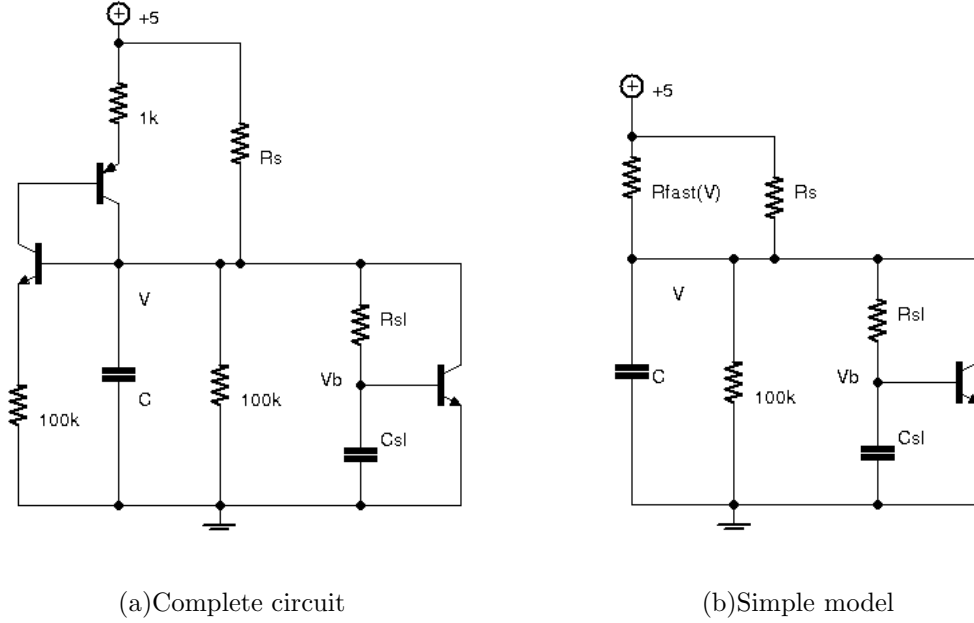 +5
1k
Rs
V
Rsl
Vb
C
100k
100k
Csl
(a)Complete circuit
+5
Rfast(V)
Rs
V
Rsl
Vb
C
100k
Csl
(b)Simple model